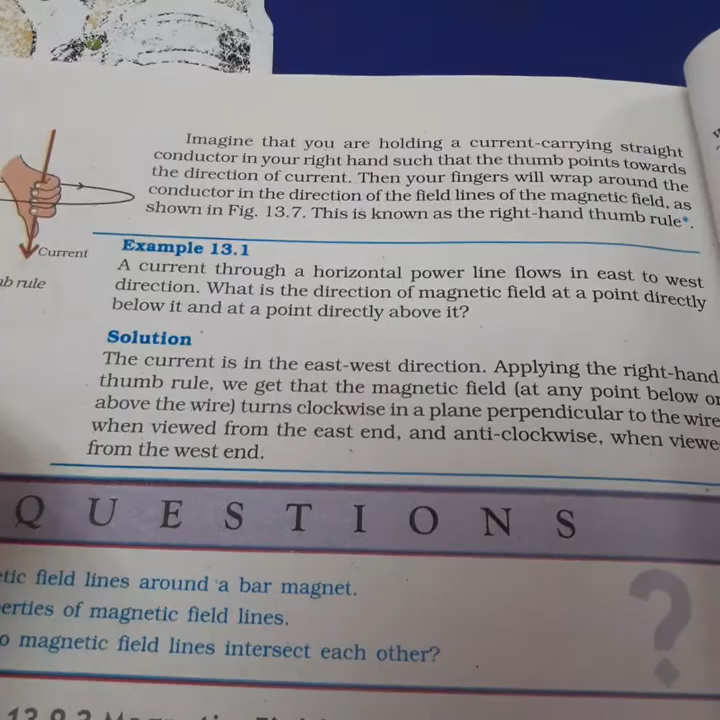 Imagine that you are holding a current-carrying straight
conductor in your right hand such that the thumb points towards
the direction of current. Then your fingers will wrap around the
conductor in the direction of the field lines of the magnetic field, as
shown in Fig. 13.7. This is known as the right-hand thumb rule*.
Current
b rule
Example 13.1
A current through a horizontal power line flows in east to west
direction. What is the direction of magnetic field at a point directly
below it and at a point directly above it?
Solution
The current is in the east-west direction. Applying the right-hand
thumb rule, we get that the magnetic field (at any point below or
above the wire) turns clockwise in a plane perpendicular to the wire
when viewed from the east end, and anti-clockwise, when viewe
from the west end.
QUESTIONS
etic field lines around a bar magnet.
erties of magnetic field lines.
o magnetic field lines intersect each other?
?